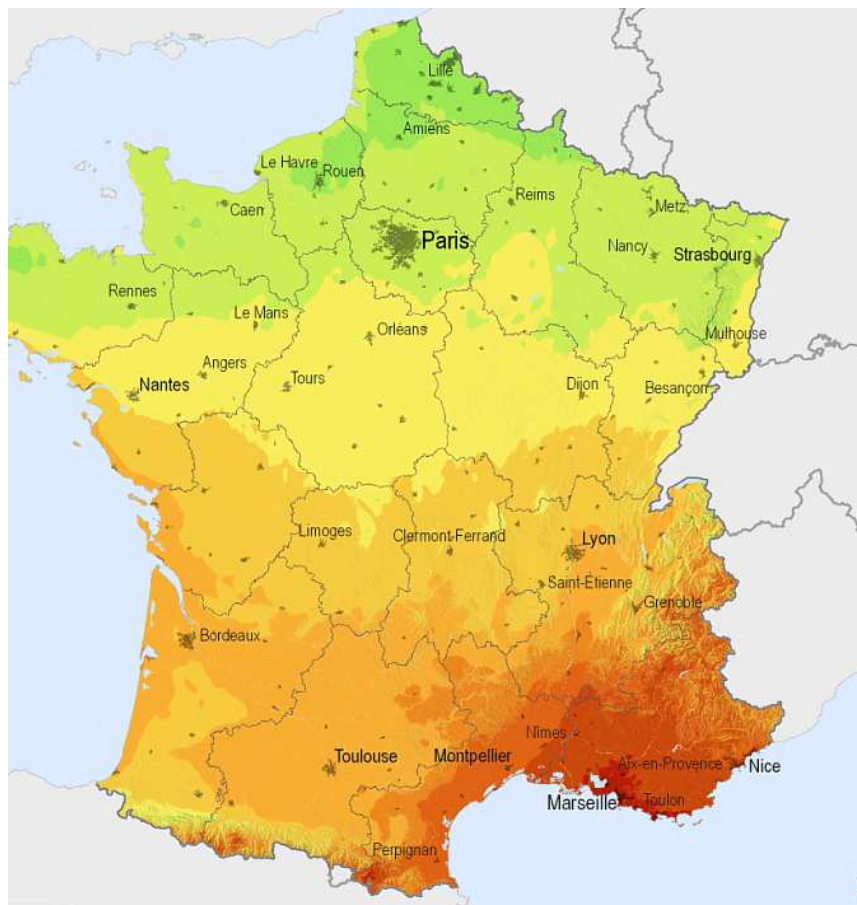 Lille
Amiens
Le Havre
Rouen
Reims
Caen
Metz
Paris
Nancy
Strasbourg
Rennes
Le Mans
Orléans
Mulhouse
Angers
Nantes
Tours
Dijon
Besançon
Limoges
Clermont-Ferrand
Lyon
Saint-Étienne
Grenoble
Bordeaux
Nîmes
Toulouse
Montpellier
Aix-en-Provence
Nice
Marseille
Toulon
Perpignan